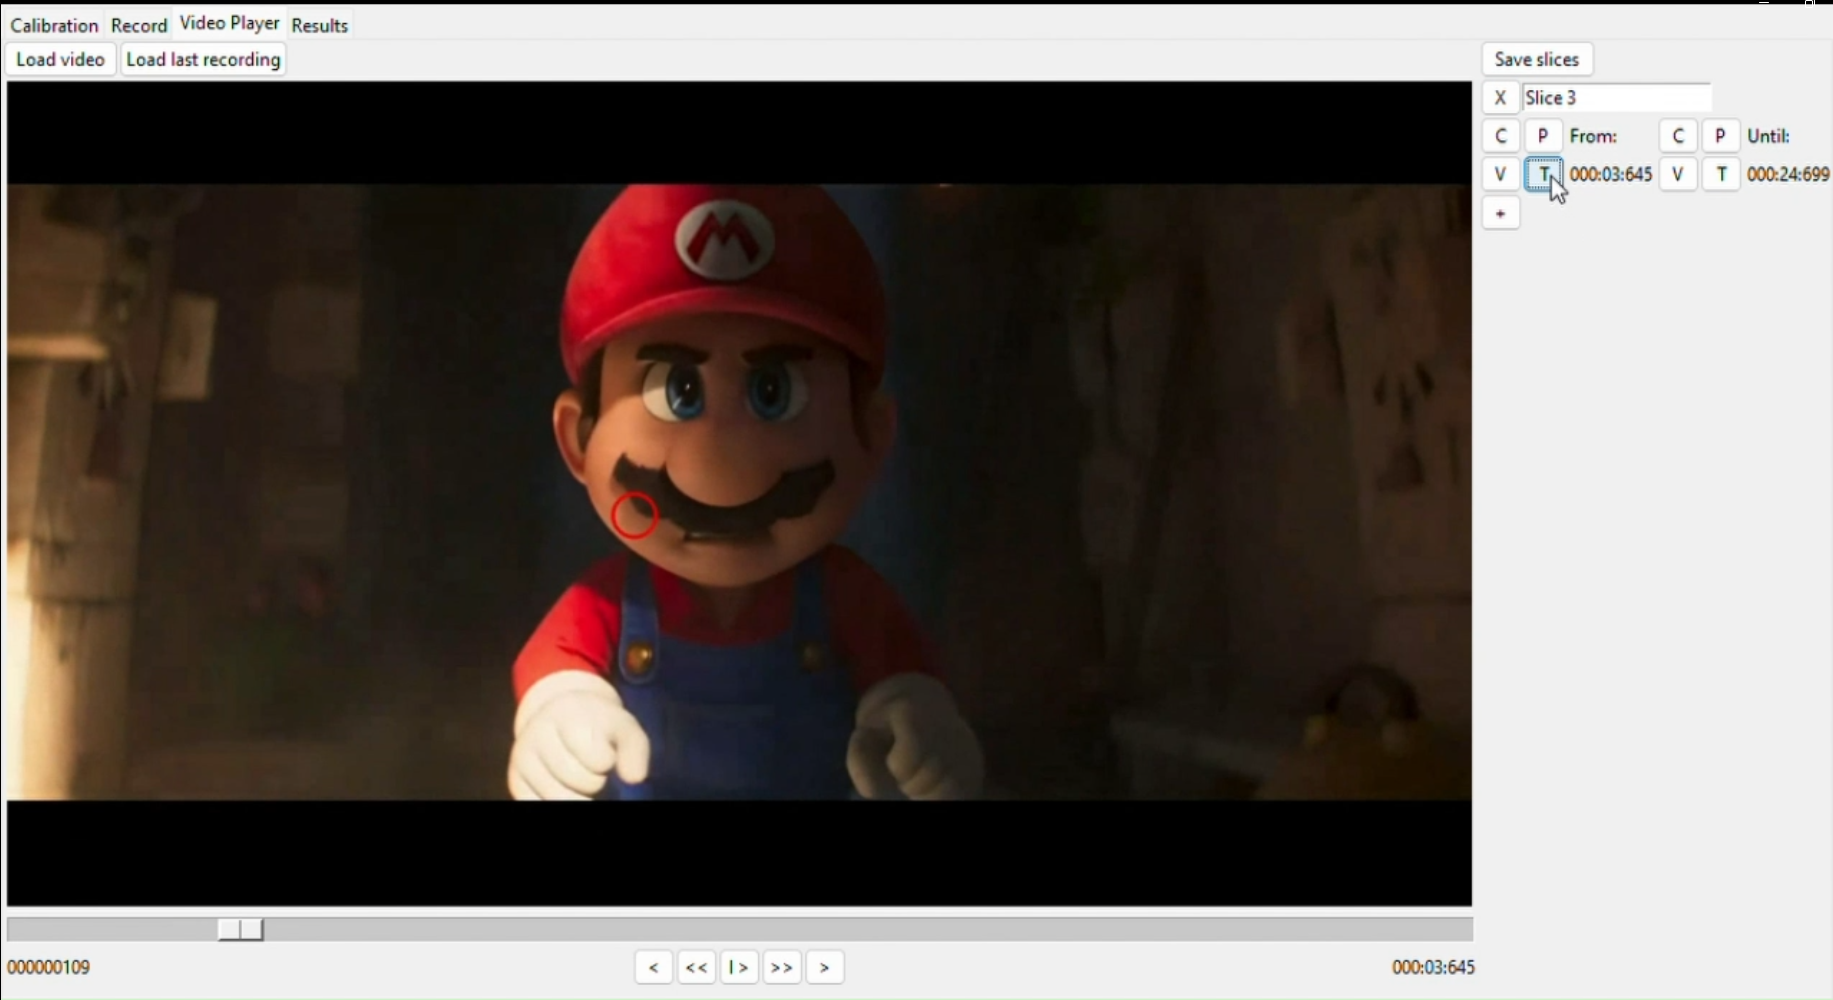 Calibration Record Video Player Results
Load video Load last recording Save slices
X Slice 3
C P From: C P Until:
V T 000:03:645 V T 000:24:699
+
M
000000109 < << |> >> > 000:03:645